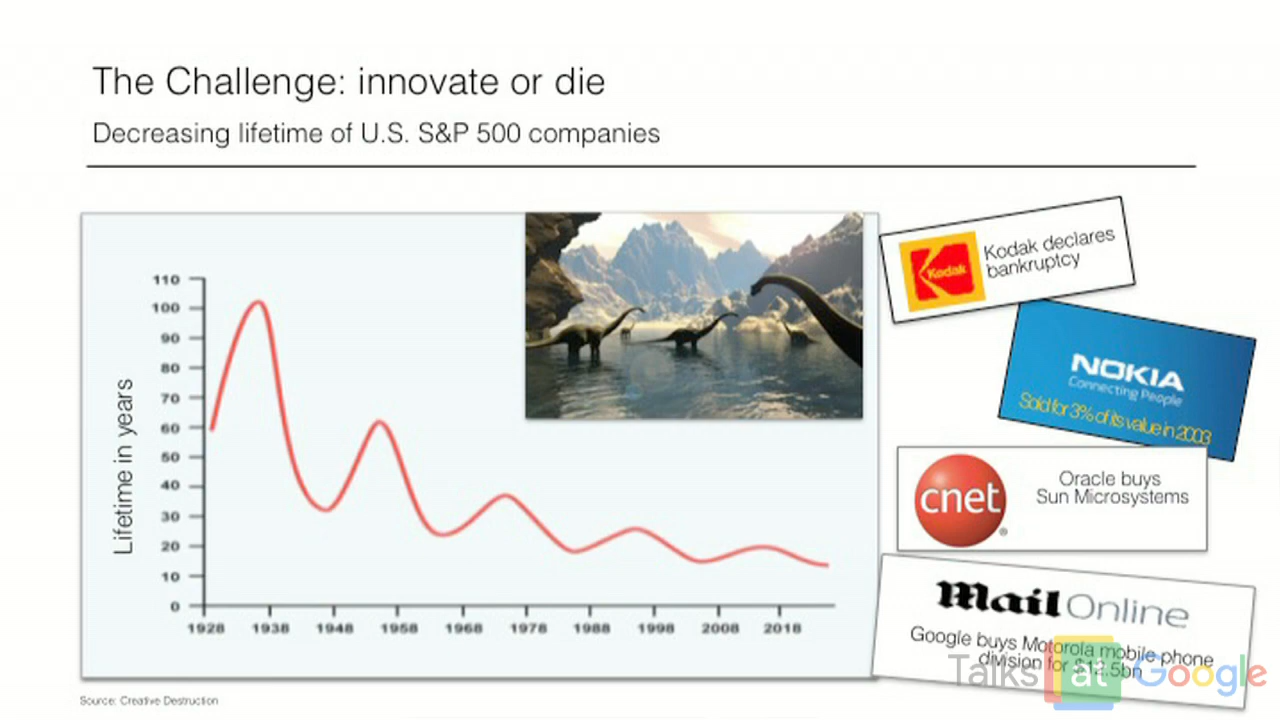 The Challenge: innovate or die
Decreasing lifetime of U.S. S&P 500 companies
Lifetime in years
110
100
90
80
70
60
50
40
30
20
10
0
1928 1938 1948 1958 1968 1978 1988 1998 2008 2018
Kodak
Kodak declares
bankruptcy
NOKIA
Connecting People
Sold for 3% of its value in 2003
cnet
®
Oracle buys
Sun Microsystems
Mail Online
Google buys Motorola mobile phone
division for $12.5bn
Talks at Google
Source: Creative Destruction